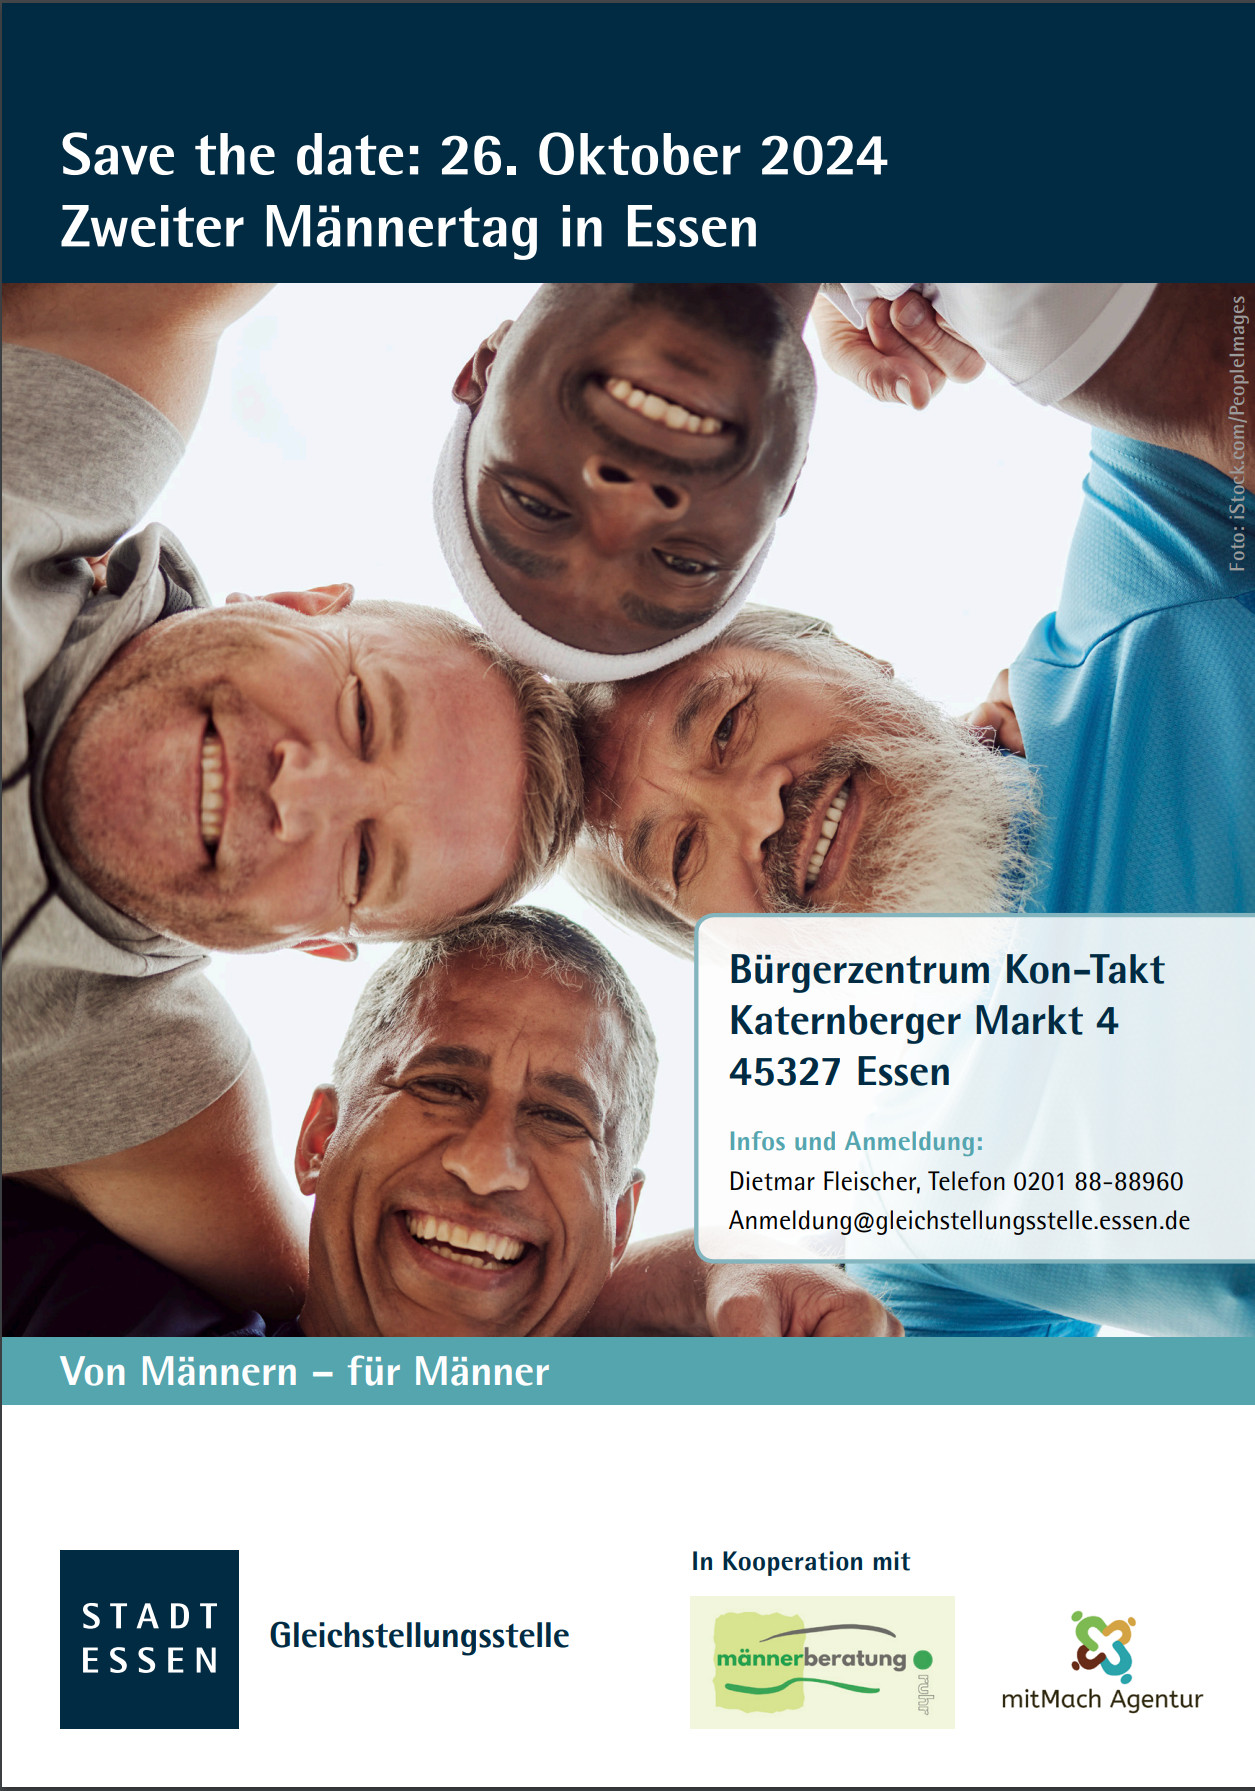 Save the date: 26. Oktober 2024
Zweiter Männertag in Essen
Foto: iStock.com/PeopleImages
Bürgerzentrum Kon-Takt
Katernberger Markt 4
45327 Essen
Infos und Anmeldung:
Dietmar Fleischer, Telefon 0201 88-88960
Anmeldung@gleichstellungsstelle.essen.de
Von Männern – für Männer
STADT
ESSEN
Gleichstellungsstelle
In Kooperation mit
männerberatung
ruhr
mitMach Agentur